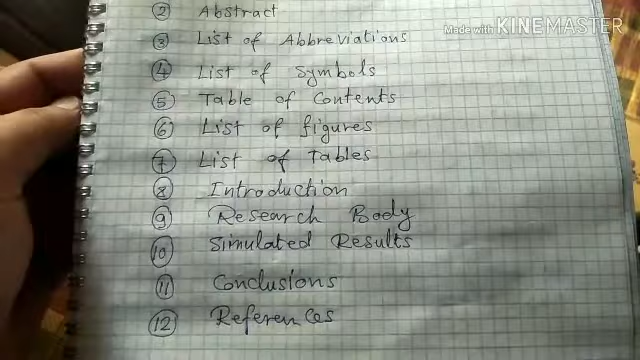 ② Abstract
Made with KINEMASTER
③ List of Abbreviations
④ List of Symbols
⑤ Table of Contents
⑥ List of figures
⑦ List of Tables
⑧ Introduction
⑨ Research Body
⑩ Simulated Results
⑪ Conclusions
⑫ References